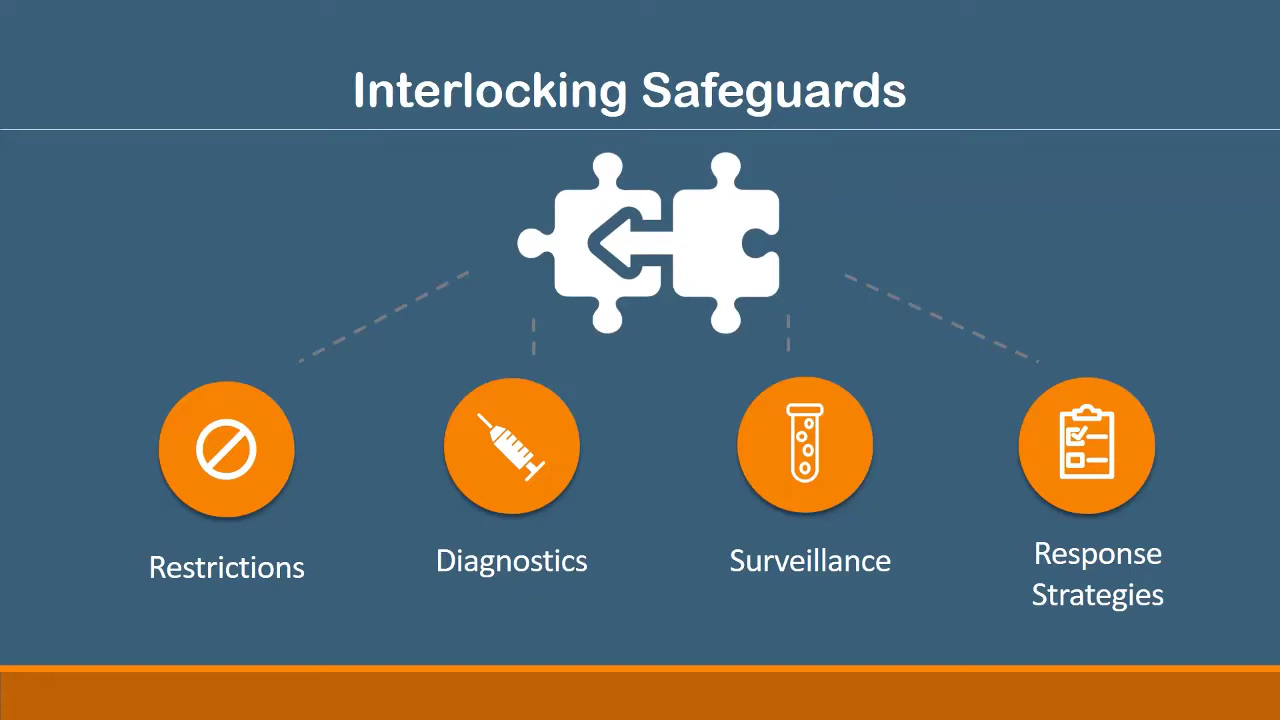 Interlocking Safeguards
Restrictions
Diagnostics
Surveillance
Response
Strategies